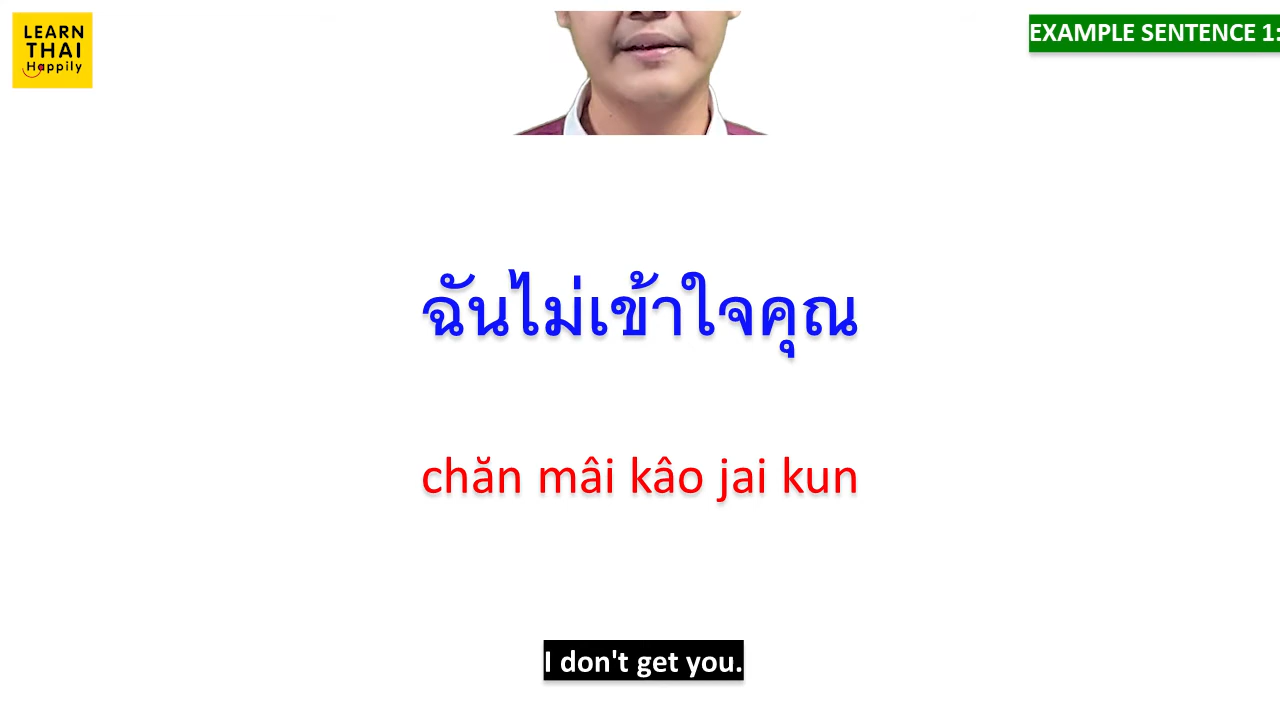 LEARN
THAI
Happily
EXAMPLE SENTENCE 1:
ฉันไม่เข้าใจคุณ
chăn mâi kâo jai kun
I don't get you.